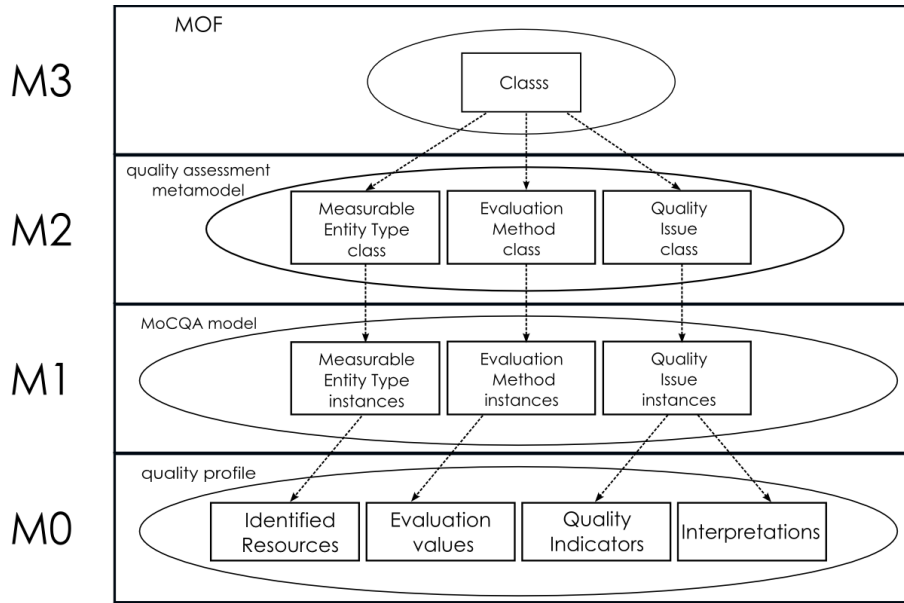 MOF
M3
Classs
quality assessment
metamodel
M2
Measurable
Entity Type
class
Evaluation
Method
class
Quality
Issue
class
MoCQA model
M1
Measurable
Entity Type
instances
Evaluation
Method
instances
Quality
Issue
instances
quality profile
M0
Identified
Resources
Evaluation
values
Quality
Indicators
Interpretations